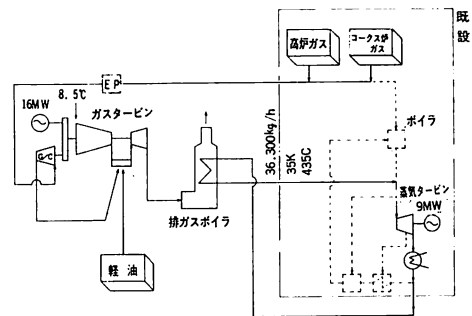 既
設
高炉ガス
コークス炉
ガス
EP
8.5℃
16MW
ガスタービン
G/C
ボイラ
36,300kg/h
35K
435C
蒸気タービン
9MW
排ガスボイラ
軽油